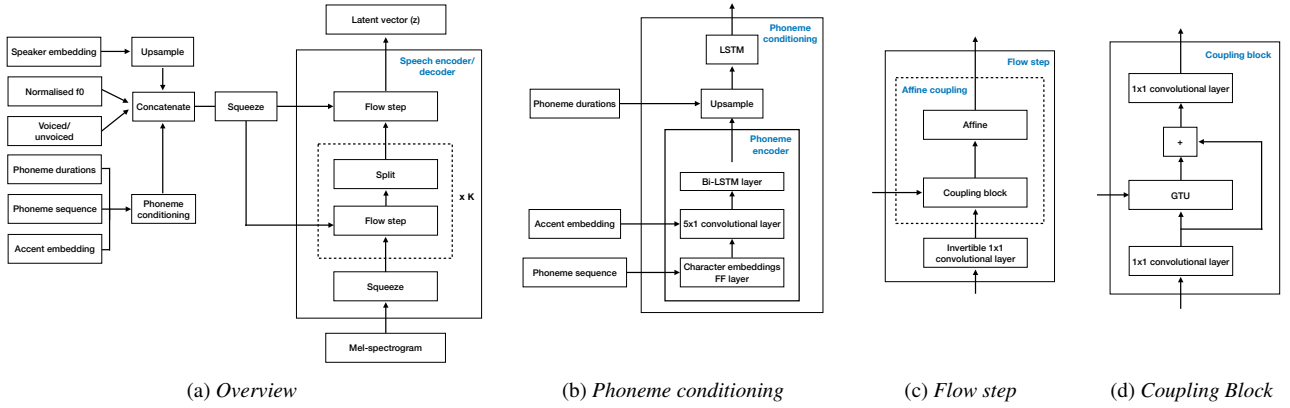 Latent vector (z)
Speaker embedding
Upsample
Speech encoder/
decoder
Normalised f0
Concatenate
Squeeze
Flow step
Voiced/
unvoiced
Phoneme durations
Split
x K
Phoneme sequence
Phoneme
conditioning
Flow step
Accent embedding
Squeeze
Mel-spectrogram
(a) Overview
Phoneme
conditioning
LSTM
Phoneme durations
Upsample
Phoneme
encoder
Bi-LSTM layer
Accent embedding
5x1 convolutional layer
Phoneme sequence
Character embeddings
FF layer
(b) Phoneme conditioning
Flow step
Affine coupling
Affine
Coupling block
Invertible 1x1
convolutional layer
(c) Flow step
Coupling block
1x1 convolutional layer
+
GTU
1x1 convolutional layer
(d) Coupling Block